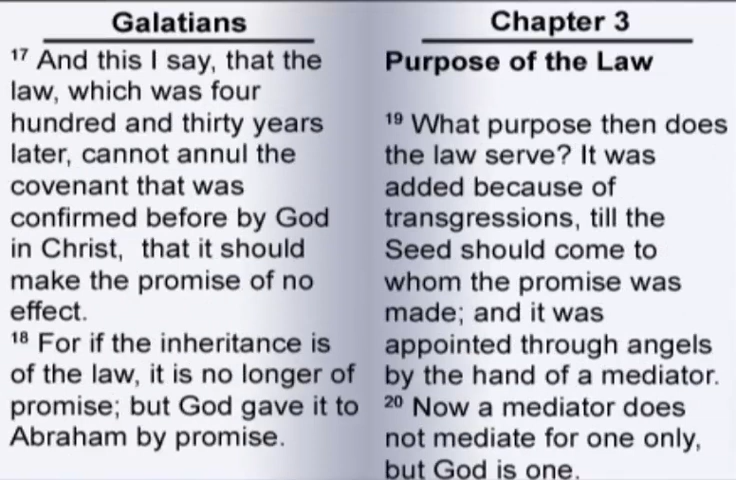 Galatians
¹⁷ And this I say, that the
law, which was four
hundred and thirty years
later, cannot annul the
covenant that was
confirmed before by God
in Christ, that it should
make the promise of no
effect.
¹⁸ For if the inheritance is
of the law, it is no longer of
promise; but God gave it to
Abraham by promise.
Chapter 3
Purpose of the Law
¹⁹ What purpose then does
the law serve? It was
added because of
transgressions, till the
Seed should come to
whom the promise was
made; and it was
appointed through angels
by the hand of a mediator.
²⁰ Now a mediator does
not mediate for one only,
but God is one.